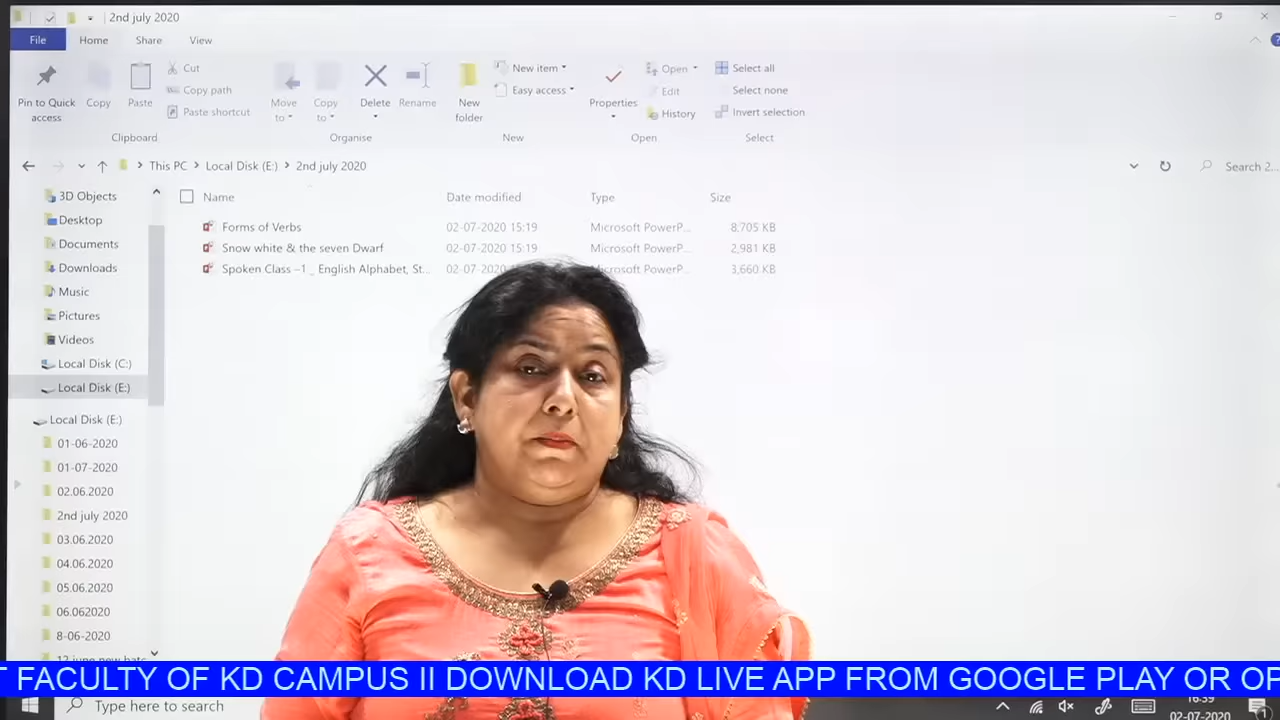 2nd july 2020
File Home Share View
Pin to Quick access
Copy
Paste
Cut
Copy path
Paste shortcut
Clipboard
Move to
Copy to
Delete
Rename
Organise
New folder
New item
Easy access
New
Properties
Open
Edit
History
Open
Select all
Select none
Invert selection
Select
This PC > Local Disk (E:) > 2nd july 2020
Search 2...
Name Date modified Type Size
Forms of Verbs 02-07-2020 15:19 Microsoft PowerP... 8,705 KB
Snow white & the seven Dwarf 02-07-2020 15:19 Microsoft PowerP... 2,981 KB
Spoken Class –1 _ English Alphabet, St... 02-07-2020 Microsoft PowerP... 3,660 KB
3D Objects
Desktop
Documents
Downloads
Music
Pictures
Videos
Local Disk (C:)
Local Disk (E:)
Local Disk (E:)
01-06-2020
01-07-2020
02.06.2020
2nd july 2020
03.06.2020
04.06.2020
05.06.2020
06.062020
8-06-2020
12 june new batc
FACULTY OF KD CAMPUS II DOWNLOAD KD LIVE APP FROM GOOGLE PLAY OR
Type here to search
16:39
02-07-2020